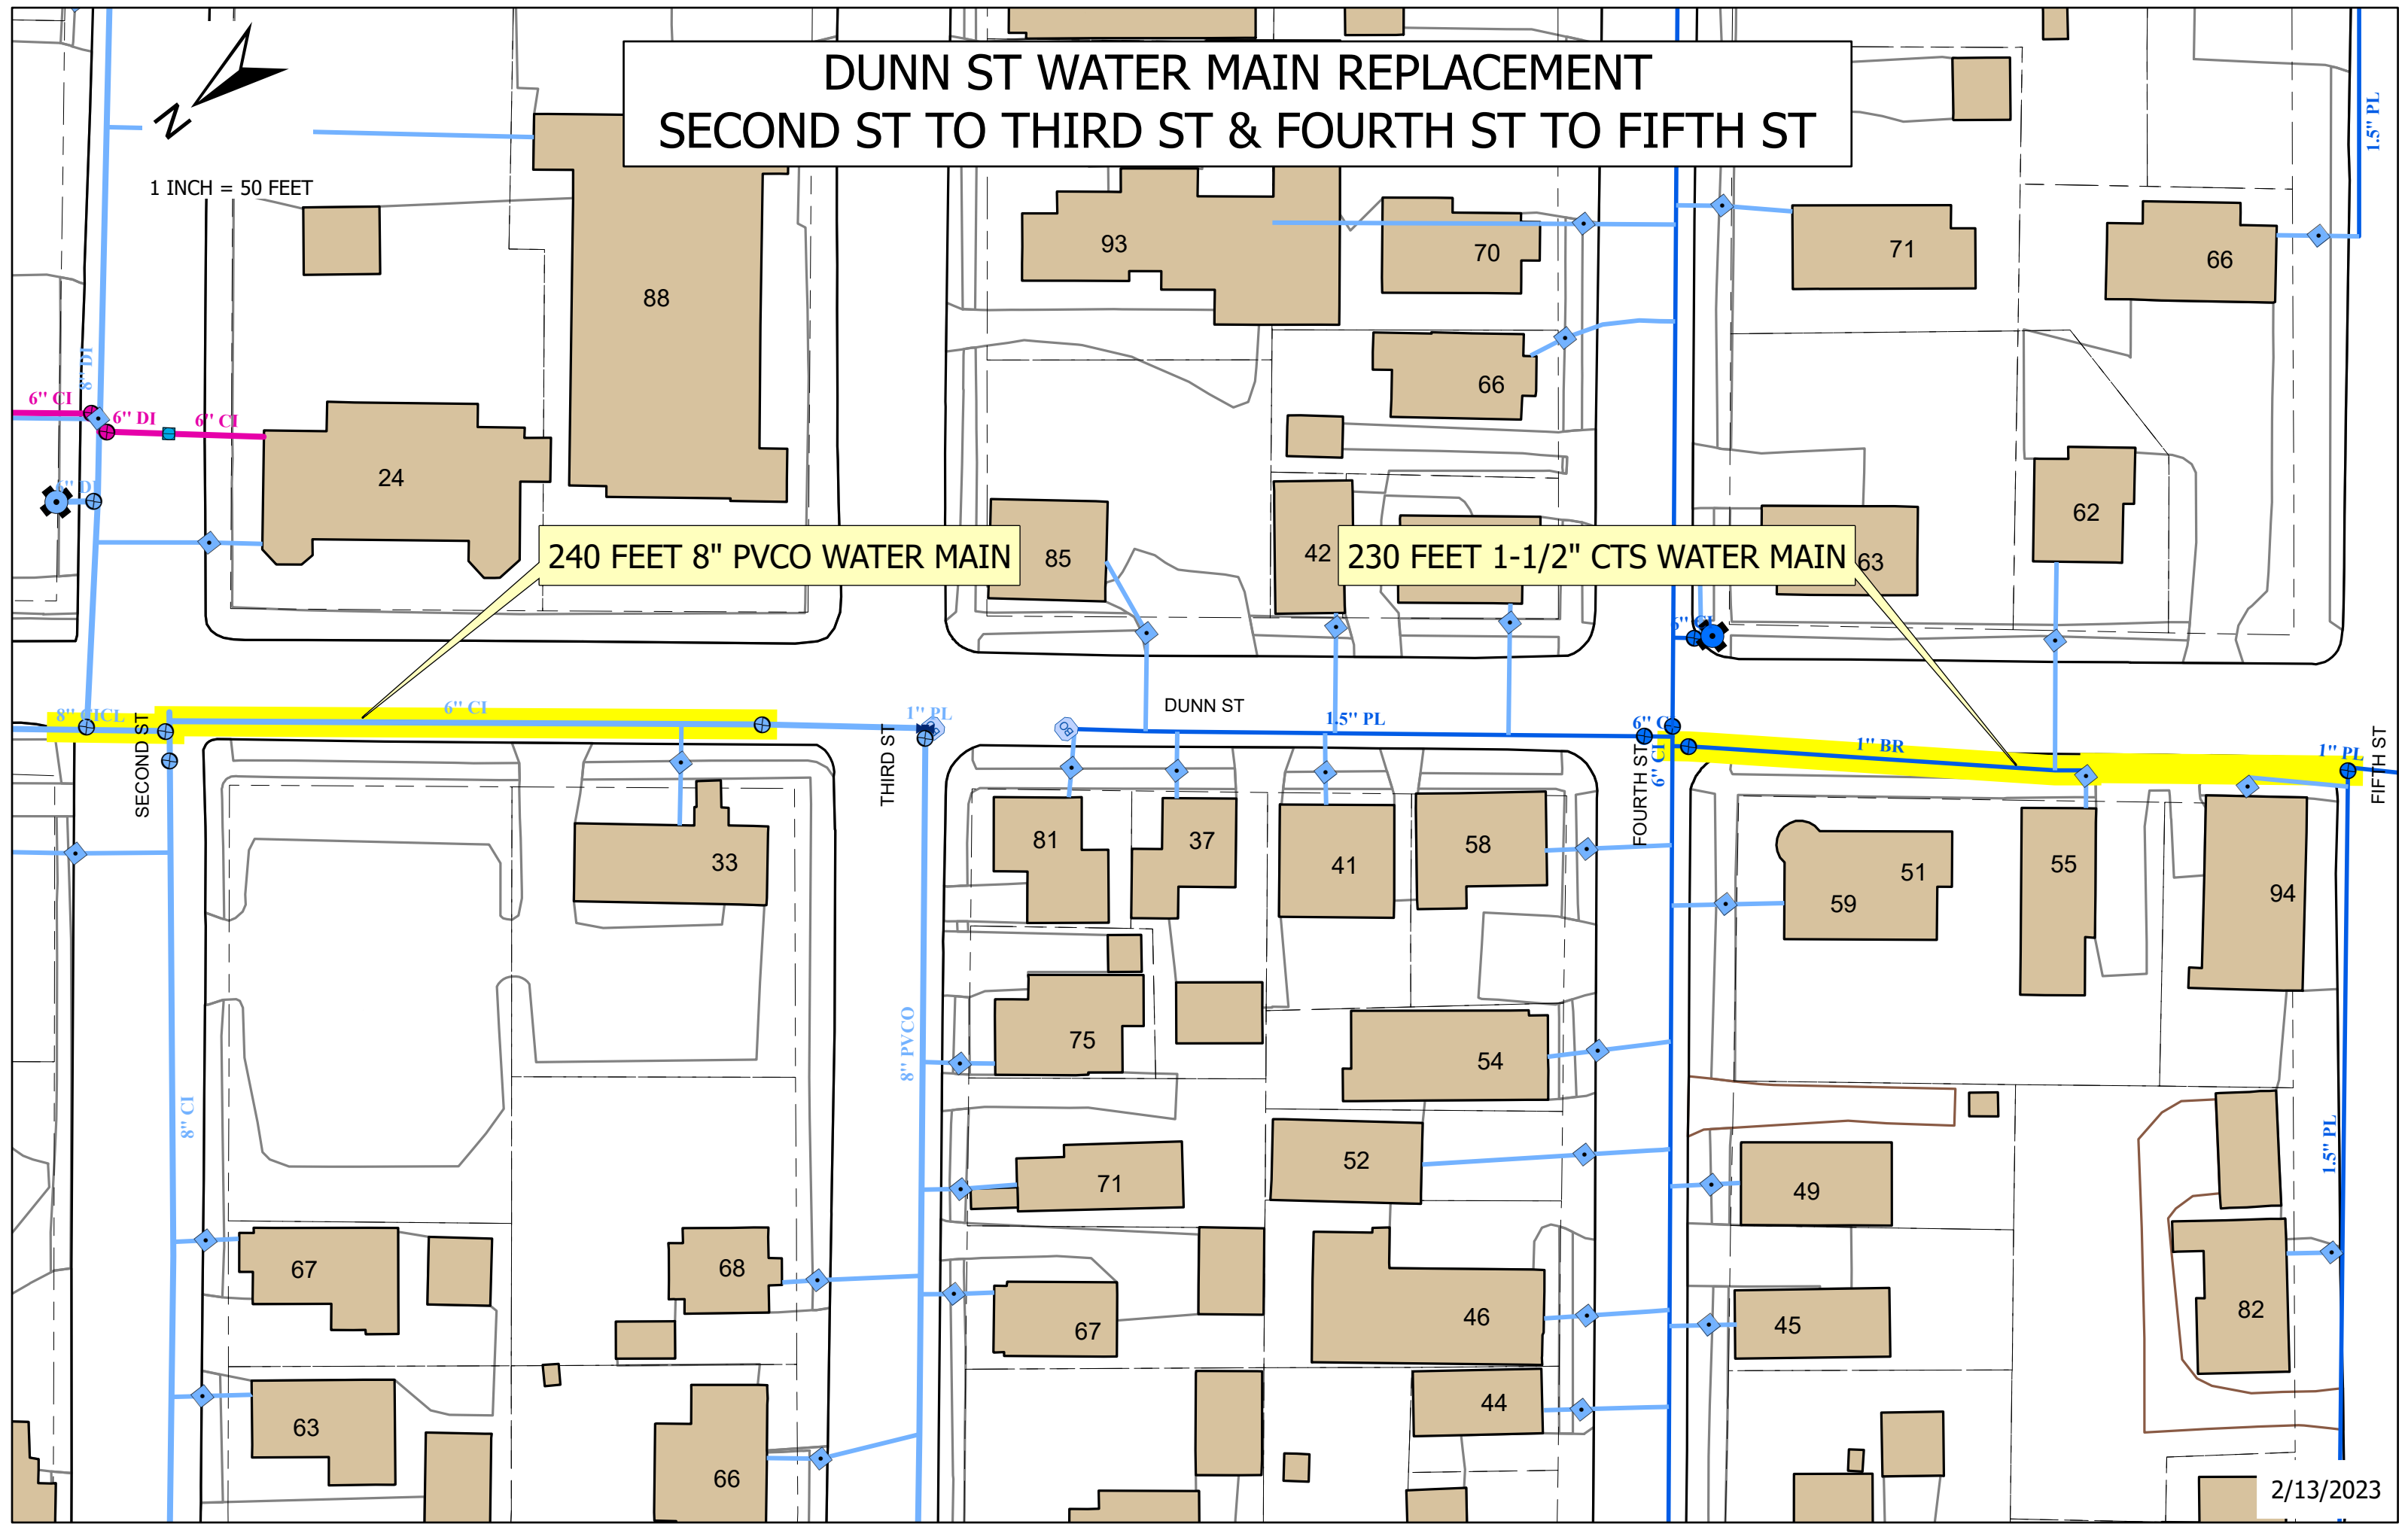 DUNN ST WATER MAIN REPLACEMENT
SECOND ST TO THIRD ST & FOURTH ST TO FIFTH ST
N
1 INCH = 50 FEET
1.5" PL
93
70
71
66
88
66
8" DI
6" CI
6" DI
6" CI
24
6" DI
62
240 FEET 8" PVCO WATER MAIN
85
42
230 FEET 1-1/2" CTS WATER MAIN
63
DUNN ST
8" CICL
6" CI
1" PL
1.5" PL
6" CI
1" BR
1" PL
SECOND ST
THIRD ST
FOURTH ST
FIFTH ST
33
81
37
41
58
59
51
55
94
8" PVCO
75
54
8" CI
71
52
49
1.5" PL
67
68
67
46
45
82
63
66
44
2/13/2023